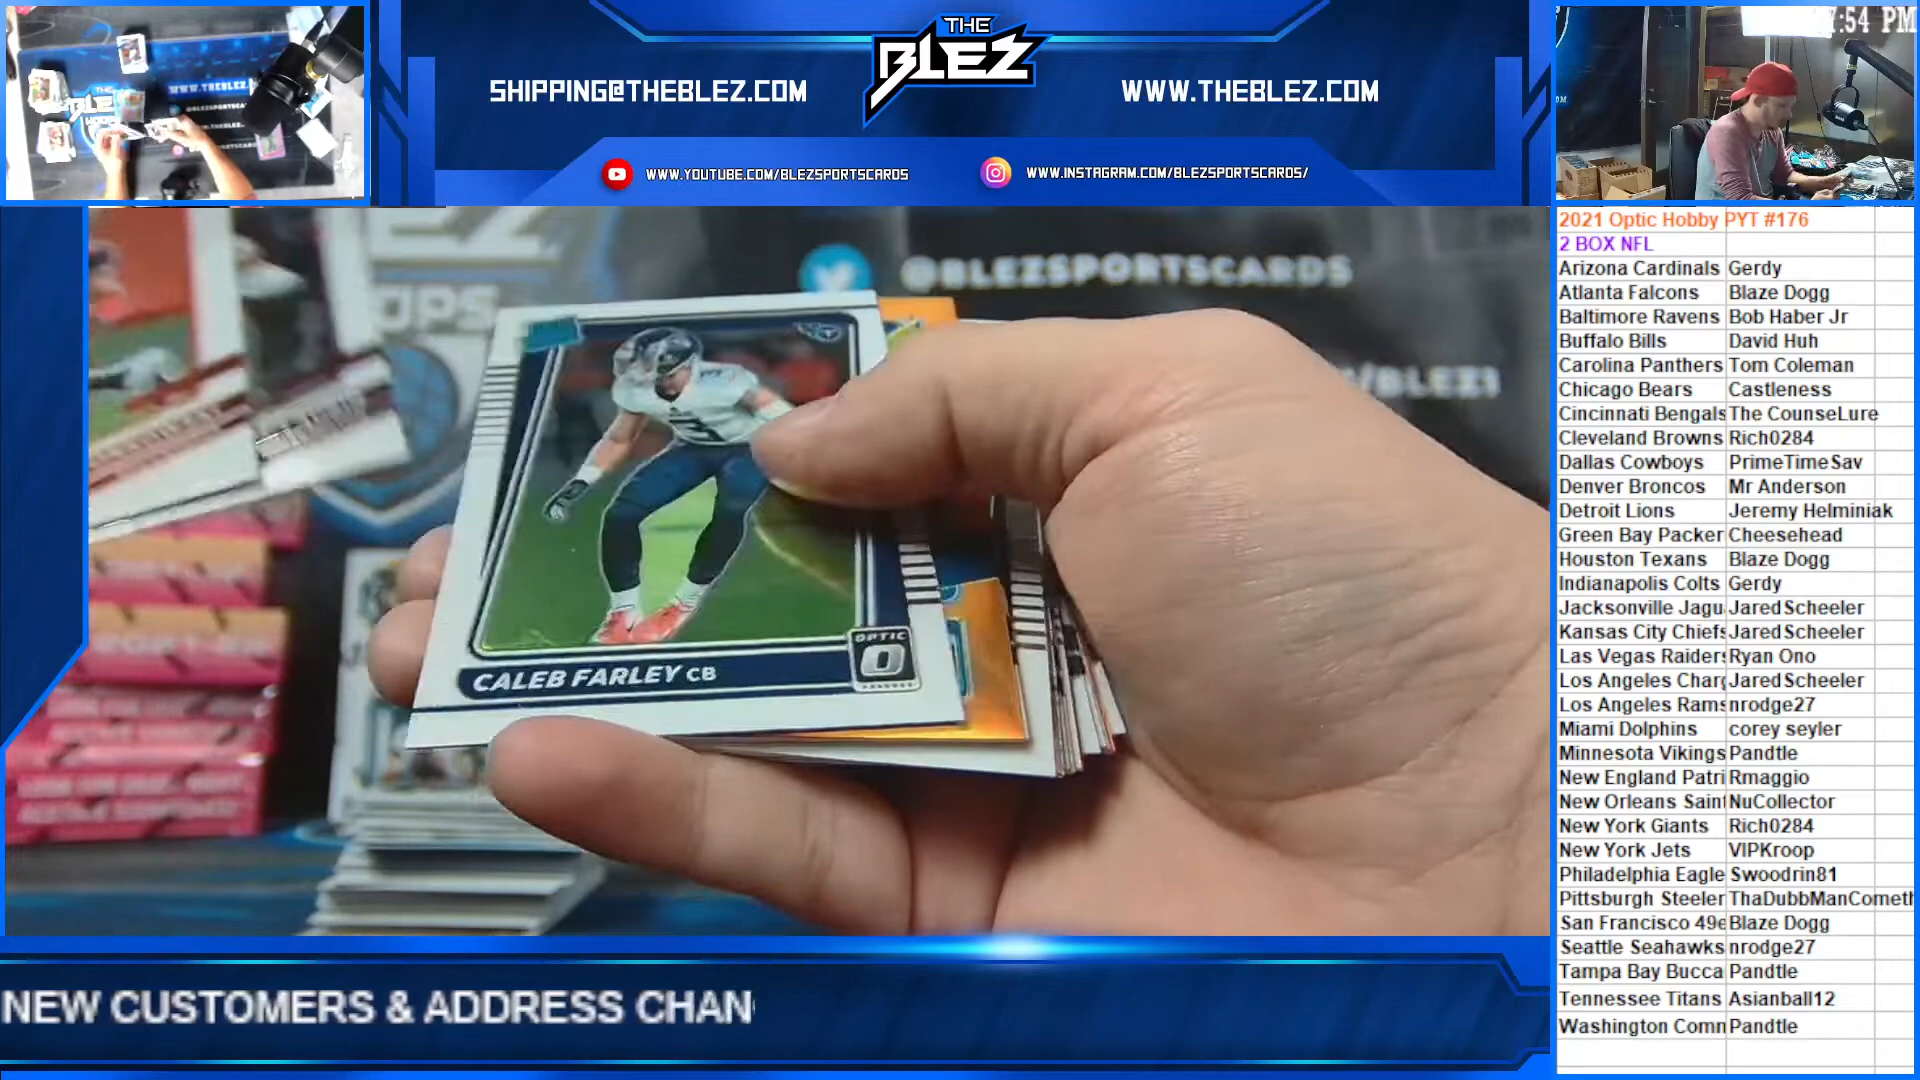 THE
BLEZ
SHIPPING@THEBLEZ.COM
WWW.THEBLEZ.COM
WWW.YOUTUBE.COM/BLEZSPORTSCARDS
WWW.INSTAGRAM.COM/BLEZSPORTSCARDS/
:54 PM
@BLEZSPORTSCARDS
CALEB FARLEY CB
OPTIC
2021 Optic Hobby PYT #176
2 BOX NFL
Arizona Cardinals Gerdy
Atlanta Falcons Blaze Dogg
Baltimore Ravens Bob Haber Jr
Buffalo Bills David Huh
Carolina Panthers Tom Coleman
Chicago Bears Castleness
Cincinnati Bengals The CounseLure
Cleveland Browns Rich0284
Dallas Cowboys PrimeTimeSav
Denver Broncos Mr Anderson
Detroit Lions Jeremy Helminiak
Green Bay Packer Cheesehead
Houston Texans Blaze Dogg
Indianapolis Colts Gerdy
Jacksonville Jagu Jared Scheeler
Kansas City Chiefs Jared Scheeler
Las Vegas Raiders Ryan Ono
Los Angeles Charg Jared Scheeler
Los Angeles Rams nrodge27
Miami Dolphins corey seyler
Minnesota Vikings Pandtle
New England Patri Rmaggio
New Orleans Saint NuCollector
New York Giants Rich0284
New York Jets VIPKroop
Philadelphia Eagle Swoodrin81
Pittsburgh Steeler ThaDubbManCometh
San Francisco 49e Blaze Dogg
Seattle Seahawks nrodge27
Tampa Bay Bucca Pandtle
Tennessee Titans Asianball12
Washington Comm Pandtle
NEW CUSTOMERS & ADDRESS CHAN